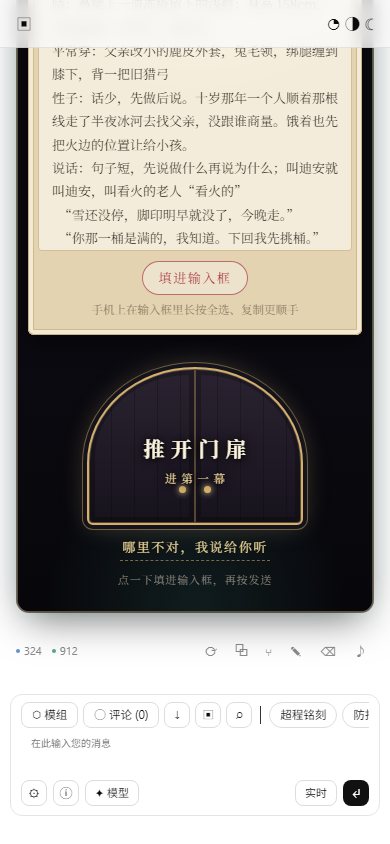 平常穿：父亲改小的鹿皮外套，兔毛领，绑腿缠到
膝下，背一把旧猎弓
性子：话少，先做后说。十岁那年一个人顺着那根
线走了半夜冰河去找父亲，没跟谁商量。饿着也先
把火边的位置让给小孩。
说话：句子短，先说做什么再说为什么；叫迪安就
叫迪安，叫看火的老人“看火的”
“雪还没停，脚印明早就没了，今晚走。”
“你那一桶是满的，我知道。下回我先挑桶。”
填进输入框
手机上在输入框里长按全选、复制更顺手
推开门扉
进第一幕
哪里不对，我说给你听
点一下填进输入框，再按发送
324 912
模组 评论 (0) 超程铭刻
在此输入您的消息
模型 实时